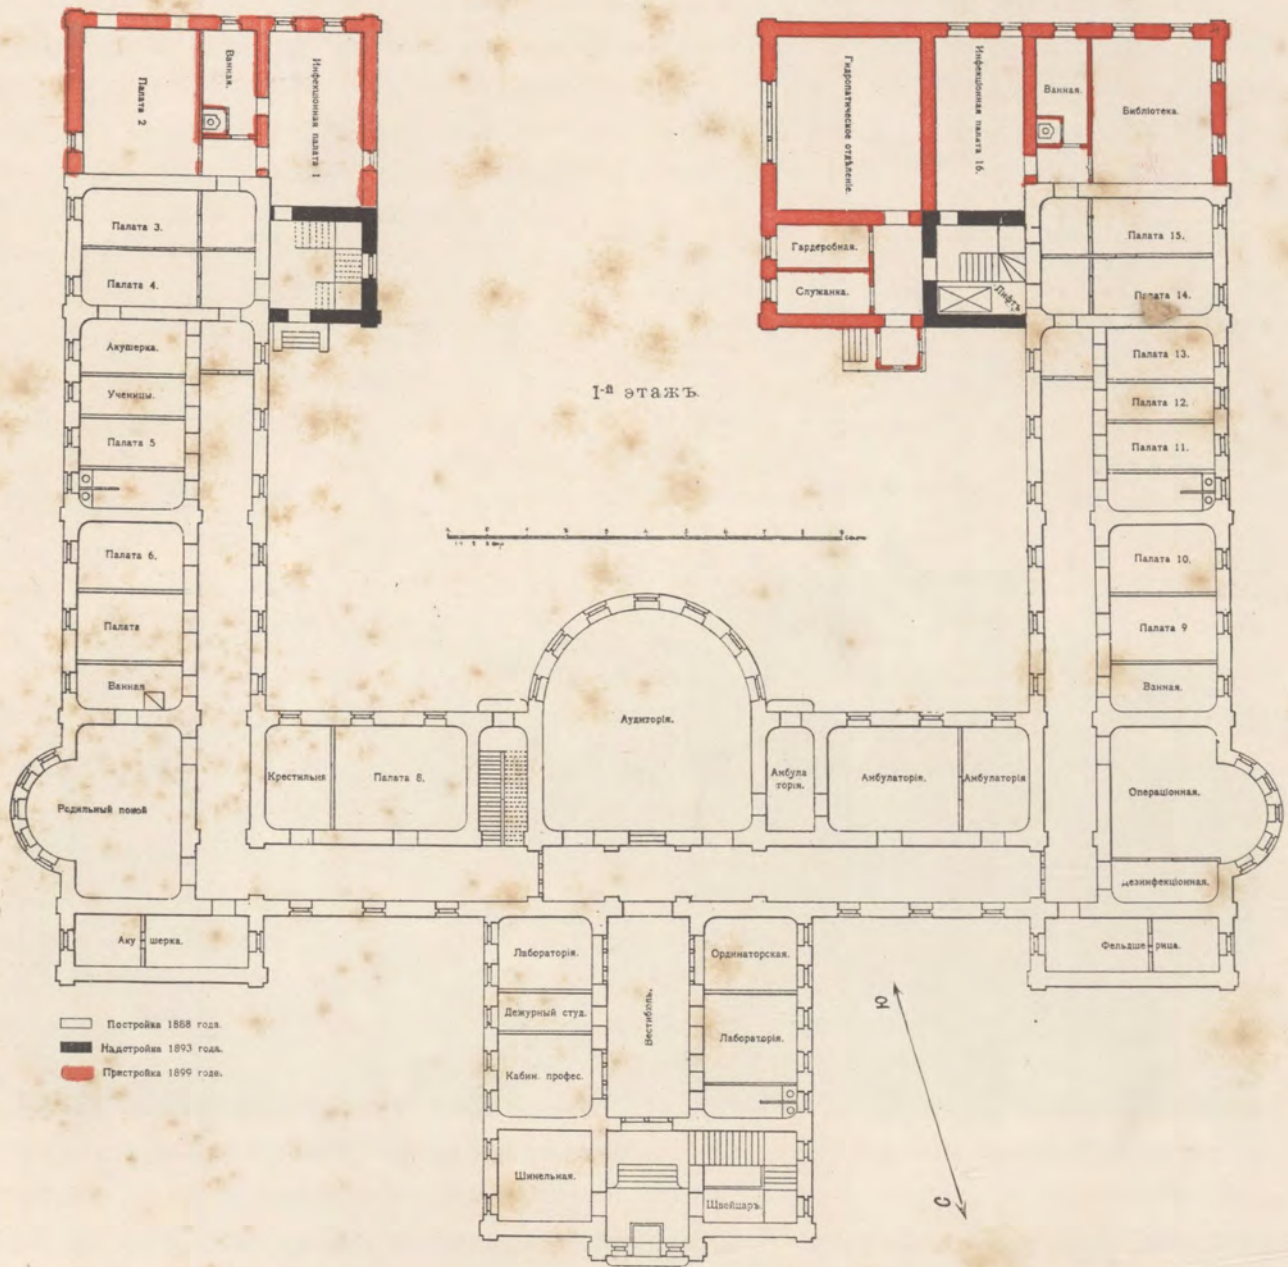 Палата 2
Ванная.
Инфекціонная палата 1
Гидропатическое отдѣленіе.
Инфекціонная палата 16.
Ванная.
Библіотека.
Палата 3.
Палата 4.
Гардеробная.
Служанка.
Лифтъ
Палата 15.
Палата 14.
Акушерка.
Ученицы.
Палата 5
I-й этажъ.
Палата 13.
Палата 12.
Палата 11.
Палата 6.
Палата
Ванная
Палата 10.
Палата 9
Ванная.
Родильный покой
Крестильня
Палата 8.
Аудиторія.
Амбула
торія.
Амбулаторія.
Амбулаторія
Операціонная.
Дезинфекціонная.
Акушерка.
Фельдшерица.
Лабораторія.
Дежурный студ.
Кабин. профес.
Шинельная.
Вестибюль.
Ординаторская.
Лабораторія.
Швейцаръ.
Постройка 1888 года.
Надстройка 1893 года.
Пристройка 1899 года.
Ю
С